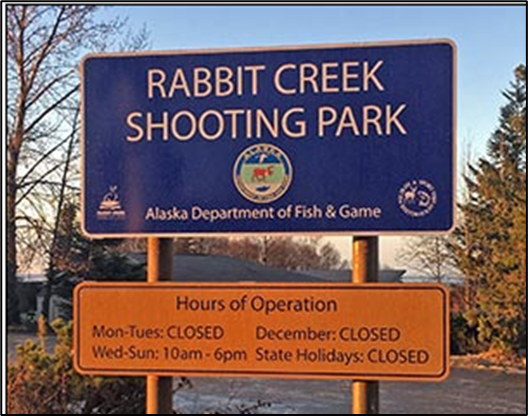 RABBIT CREEK
SHOOTING PARK
ALASKA
Alaska Department of Fish & Game
Hours of Operation
Mon-Tues: CLOSED December: CLOSED
Wed-Sun: 10am - 6pm State Holidays: CLOSED